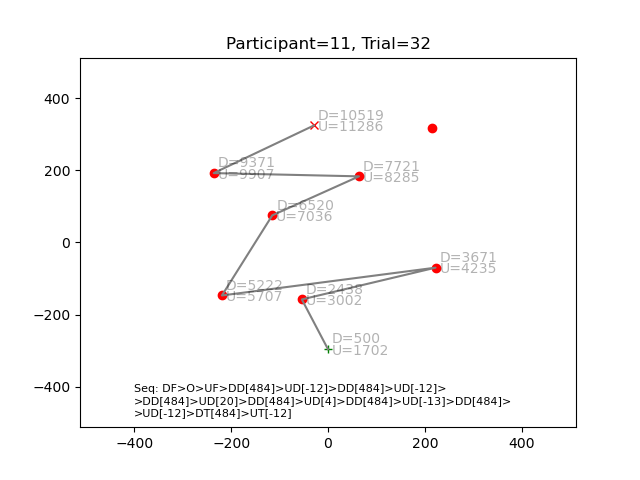 Participant=11, Trial=32
400
200
0
−200
−400
−400
−200
0
200
400
D=10519
U=11286
D=9371
U=9907
D=7721
U=8285
D=6520
U=7036
D=3671
U=4235
D=5222
U=5707
D=2438
U=3002
D=500
U=1702
Seq: DF>O>UF>DD[484]>UD[-12]>DD[484]>UD[-12]>
>DD[484]>UD[20]>DD[484]>UD[4]>DD[484]>UD[-13]>DD[484]>
>UD[-12]>DT[484]>UT[-12]